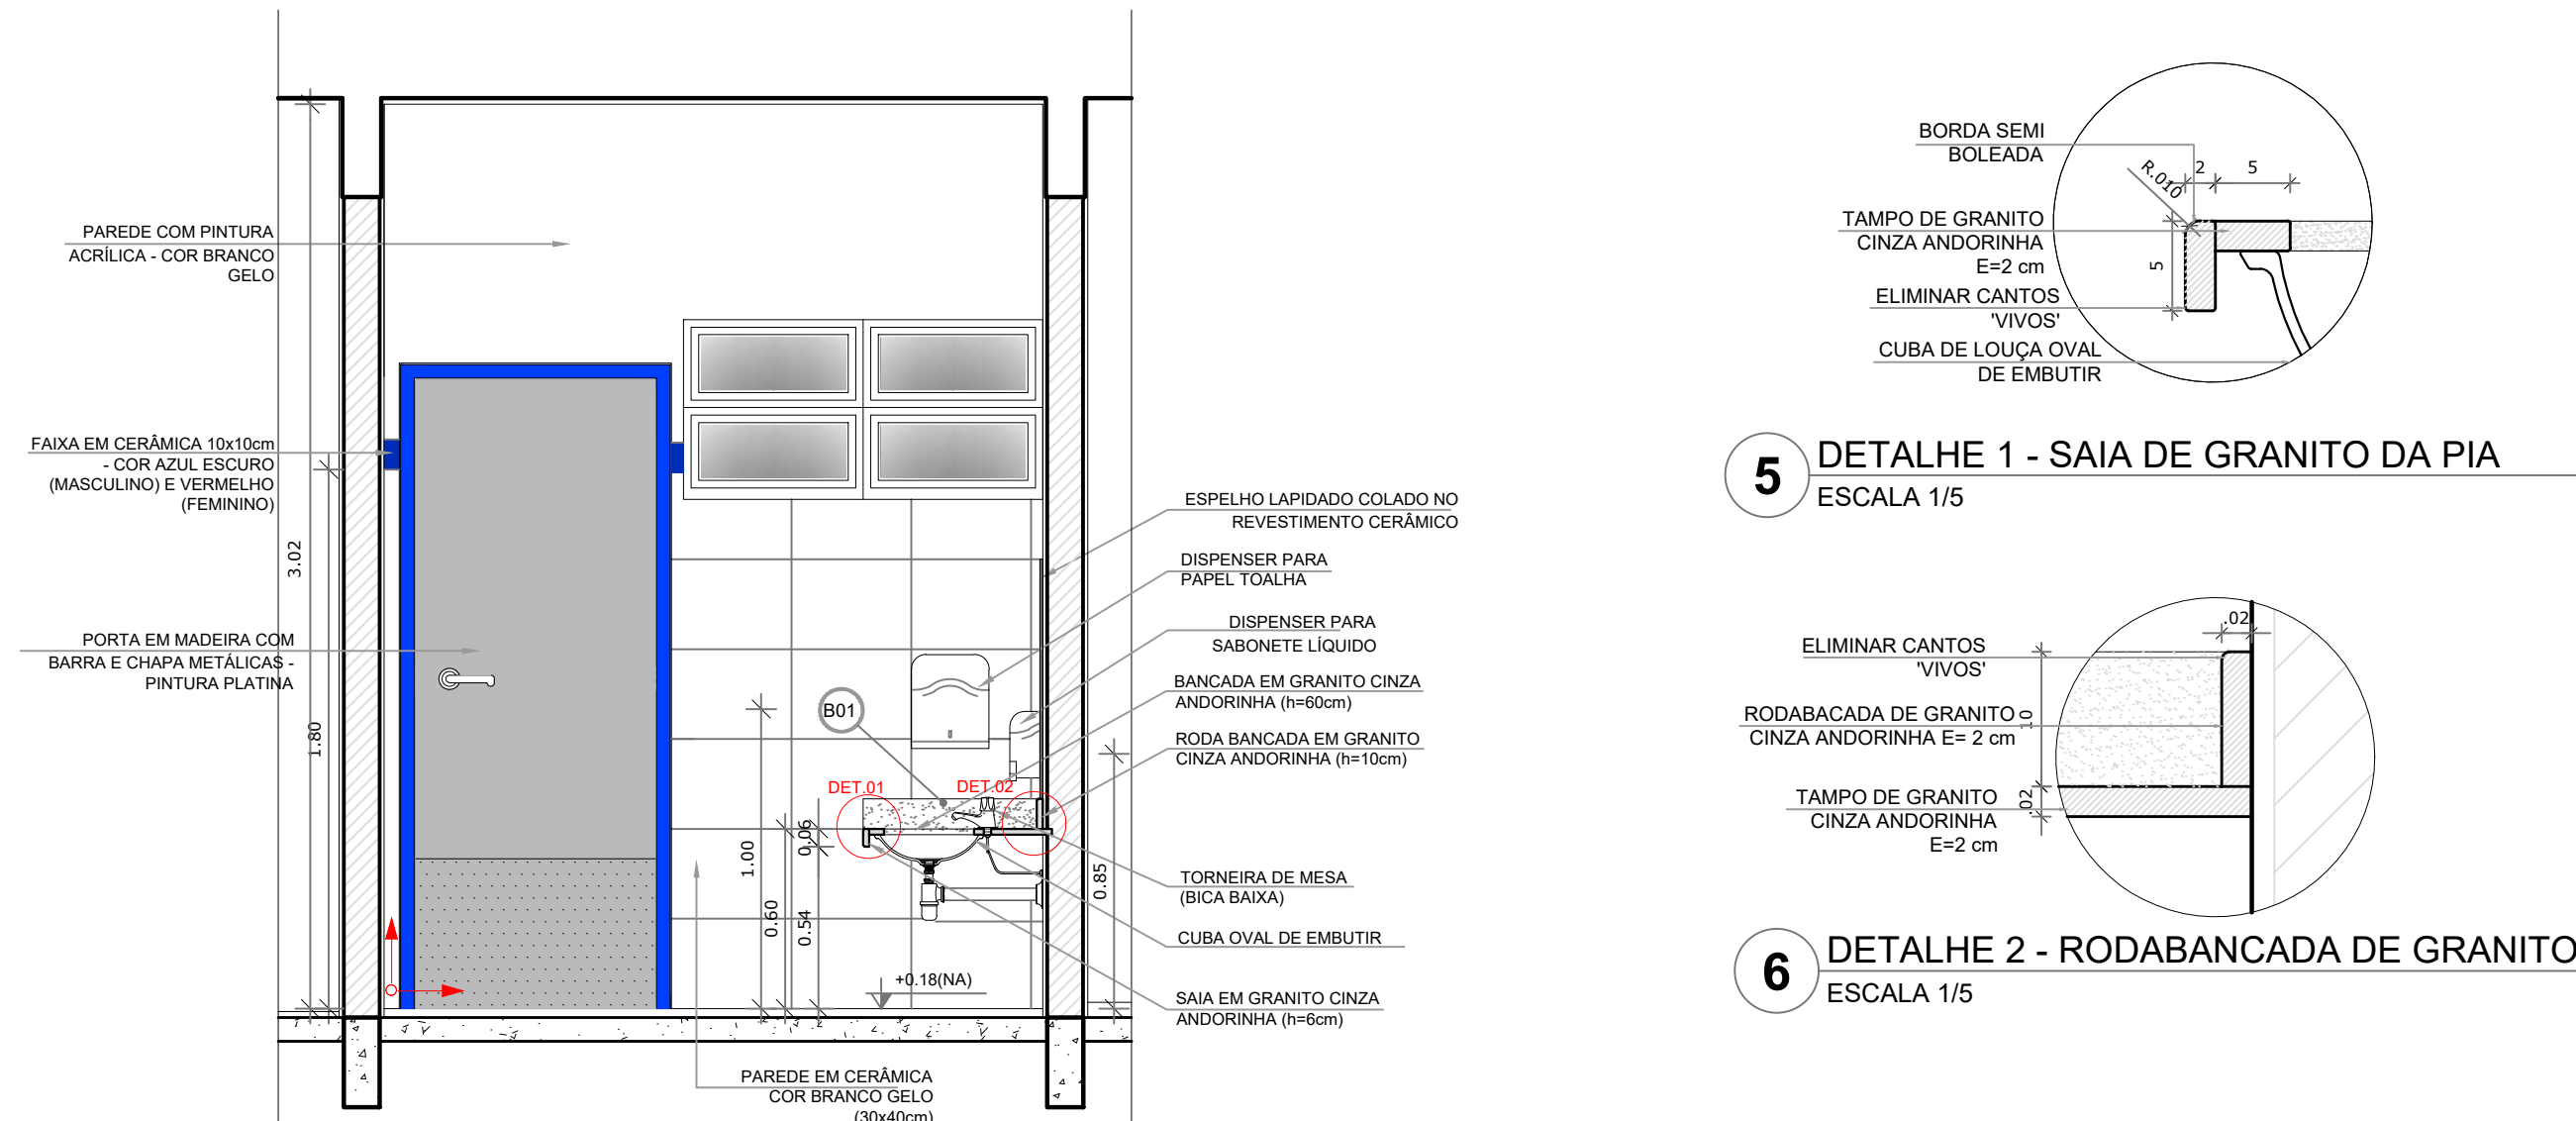 PAREDE COM PINTURA
ACRÍLICA - COR BRANCO
GELO
FAIXA EM CERÂMICA 10x10cm
- COR AZUL ESCURO
(MASCULINO) E VERMELHO
(FEMININO)
3.02
PORTA EM MADEIRA COM
BARRA E CHAPA METÁLICAS -
PINTURA PLATINA
1.80
B01
DET.01
DET.02
1.00
0.60
0.06
0.54
0.85
+0.18(NA)
PAREDE EM CERÂMICA
COR BRANCO GELO
(30x40cm)
ESPELHO LAPIDADO COLADO NO
REVESTIMENTO CERÂMICO
DISPENSER PARA
PAPEL TOALHA
DISPENSER PARA
SABONETE LÍQUIDO
BANCADA EM GRANITO CINZA
ANDORINHA (h=60cm)
RODA BANCADA EM GRANITO
CINZA ANDORINHA (h=10cm)
TORNEIRA DE MESA
(BICA BAIXA)
CUBA OVAL DE EMBUTIR
SAIA EM GRANITO CINZA
ANDORINHA (h=6cm)
BORDA SEMI
BOLEADA
R.010
2
5
TAMPO DE GRANITO
CINZA ANDORINHA
E=2 cm
5
ELIMINAR CANTOS
'VIVOS'
CUBA DE LOUÇA OVAL
DE EMBUTIR
5
DETALHE 1 - SAIA DE GRANITO DA PIA
ESCALA 1/5
.02
ELIMINAR CANTOS
'VIVOS'
RODABACADA DE GRANITO
CINZA ANDORINHA E= 2 cm
10
TAMPO DE GRANITO
CINZA ANDORINHA
E=2 cm
.02
6
DETALHE 2 - RODABANCADA DE GRANITO
ESCALA 1/5